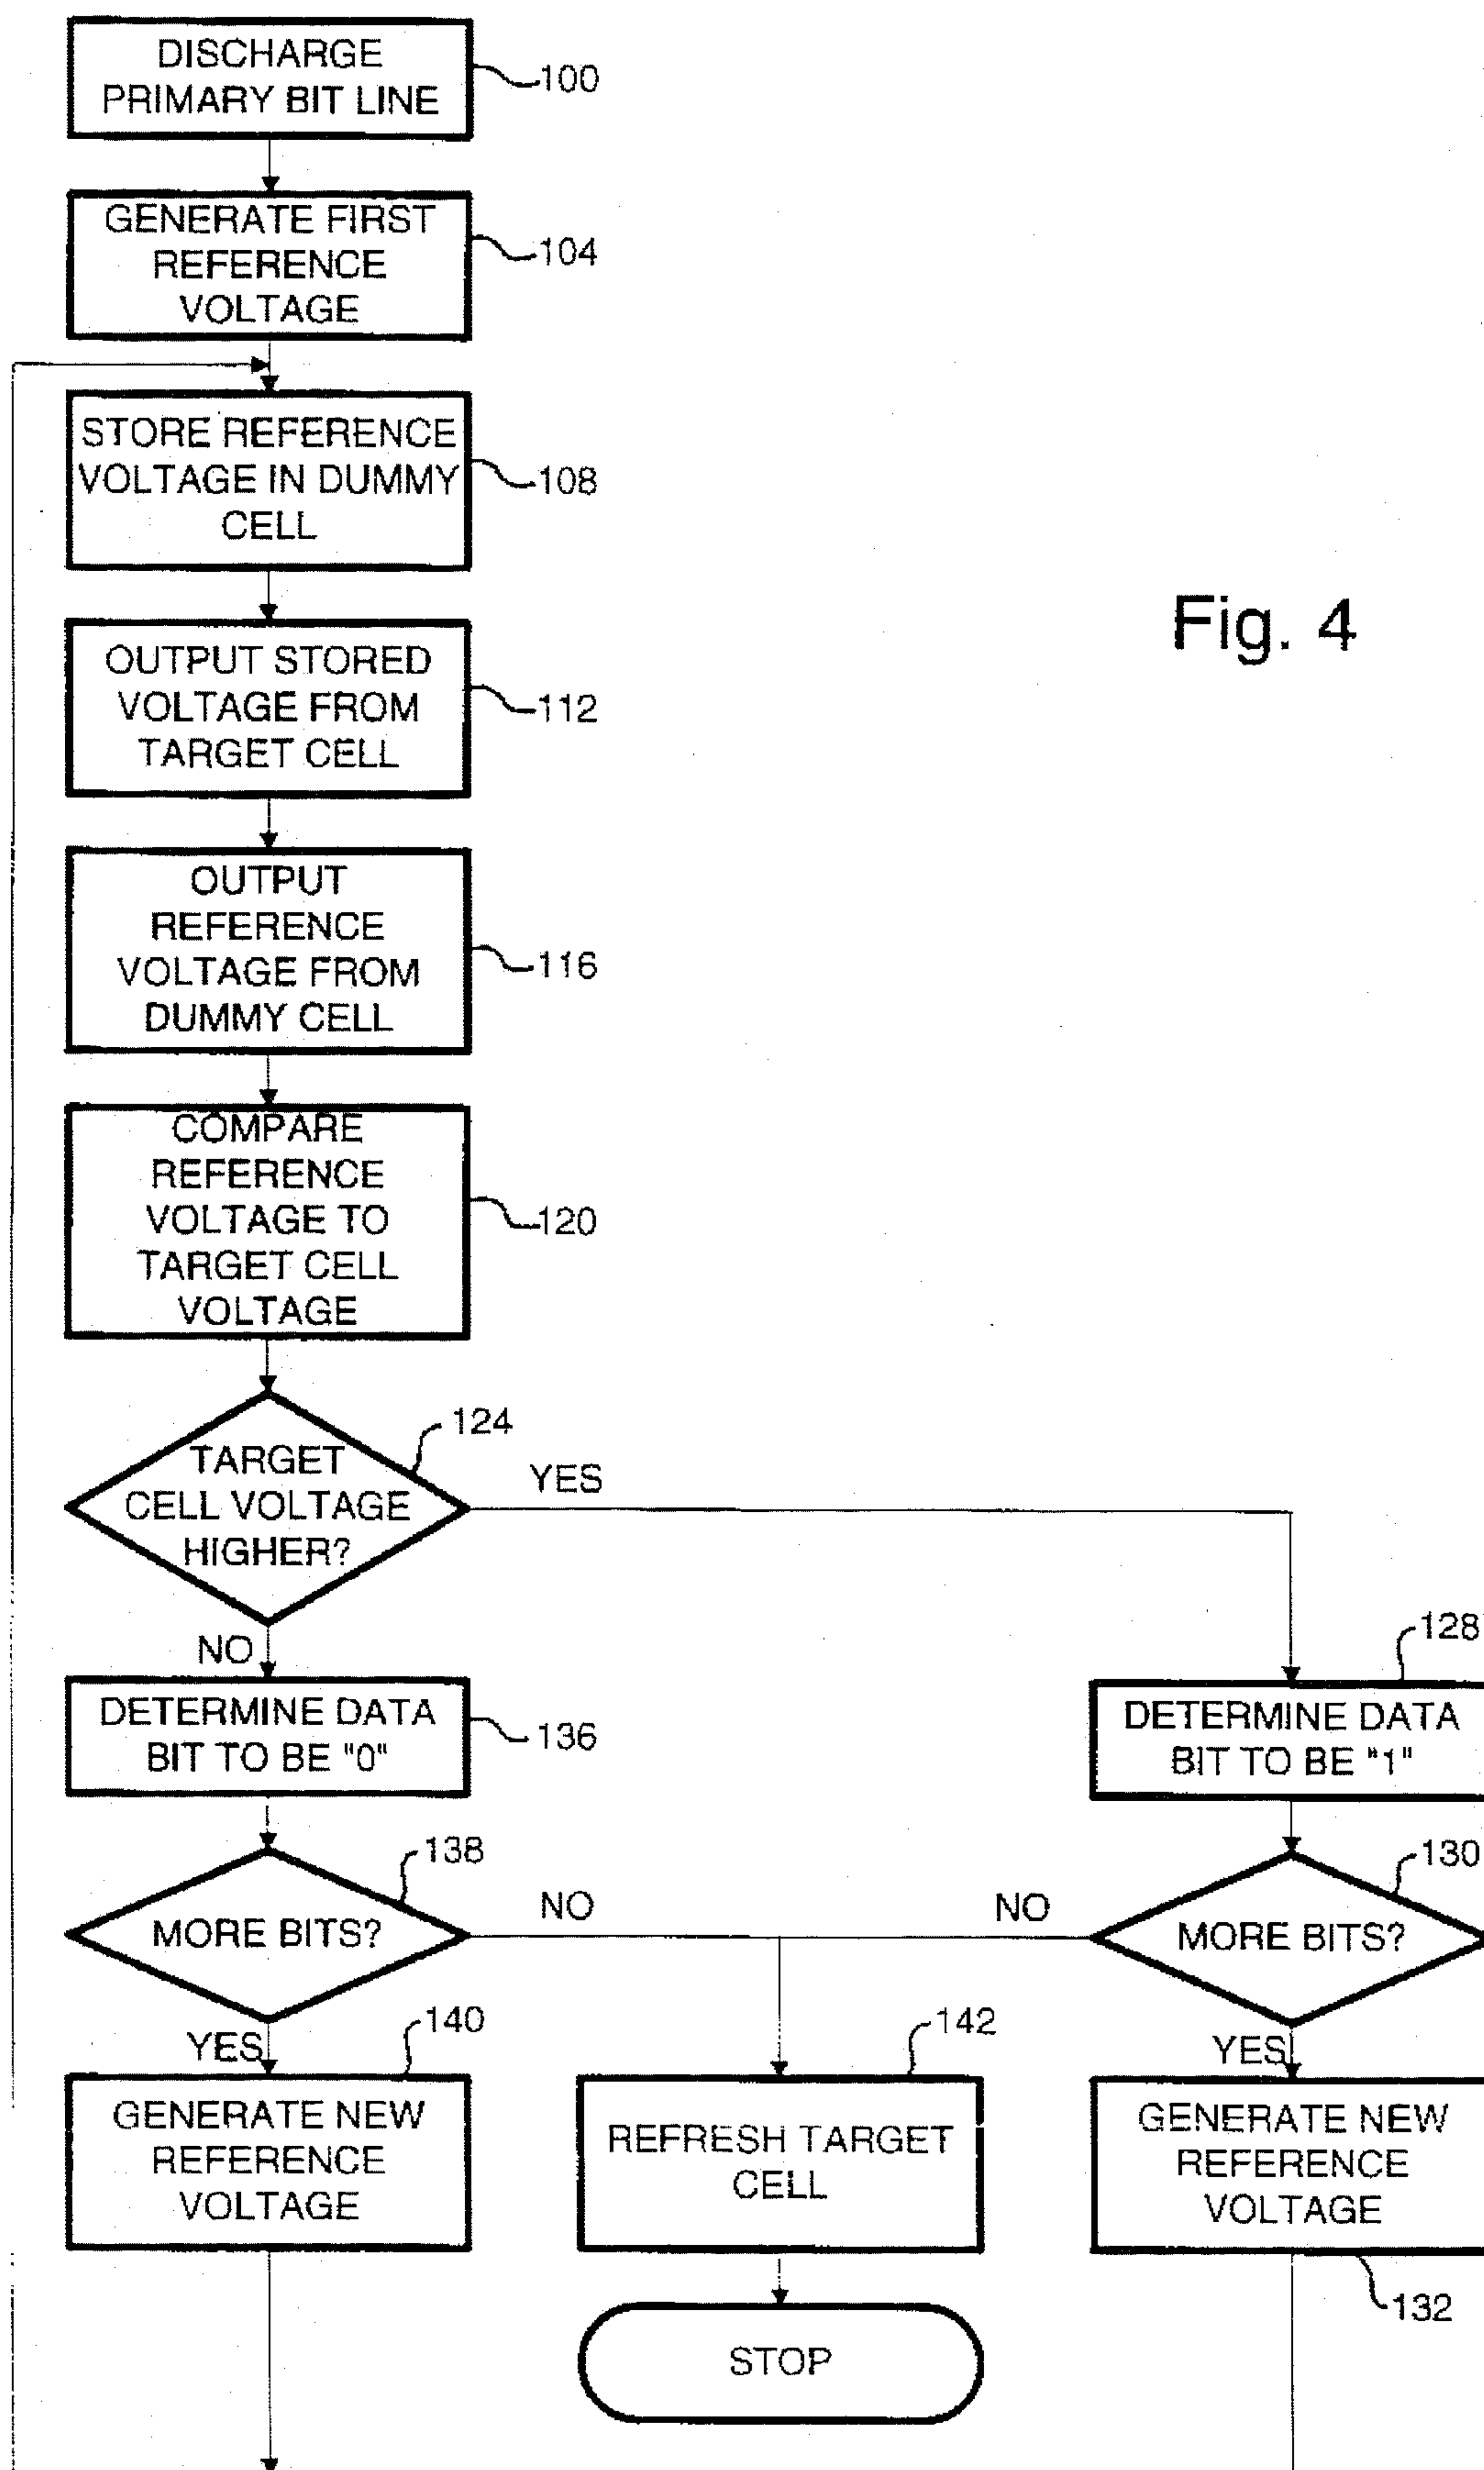 DISCHARGE
PRIMARY BIT LINE
100
GENERATE FIRST
REFERENCE
VOLTAGE
104
STORE REFERENCE
VOLTAGE IN DUMMY
CELL
108
Fig. 4
OUTPUT STORED
VOLTAGE FROM
TARGET CELL
112
OUTPUT
REFERENCE
VOLTAGE FROM
DUMMY CELL
116
COMPARE
REFERENCE
VOLTAGE TO
TARGET CELL
VOLTAGE
120
TARGET
CELL VOLTAGE
HIGHER?
124
YES
NO
DETERMINE DATA
BIT TO BE "0"
136
128
DETERMINE DATA
BIT TO BE "1"
138
MORE BITS?
NO
NO
130
MORE BITS?
YES
140
GENERATE NEW
REFERENCE
VOLTAGE
142
REFRESH TARGET
CELL
YES
GENERATE NEW
REFERENCE
VOLTAGE
132
STOP